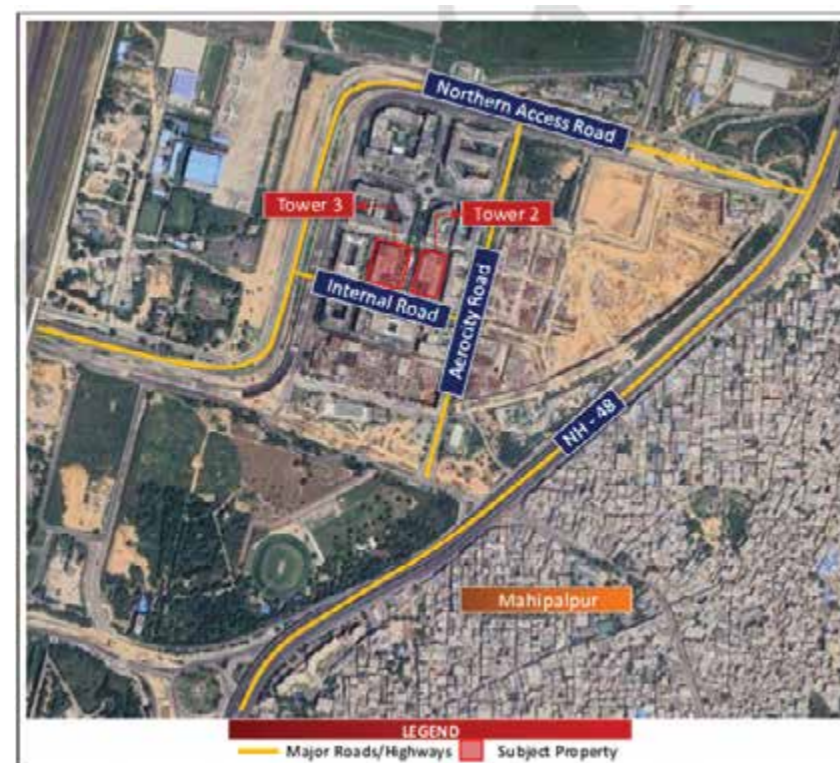 Northern Access Road
Tower 3
Tower 2
Internal Road
Aerocity Road
NH - 48
Mahipalpur
LEGEND
Major Roads/Highways
Subject Property